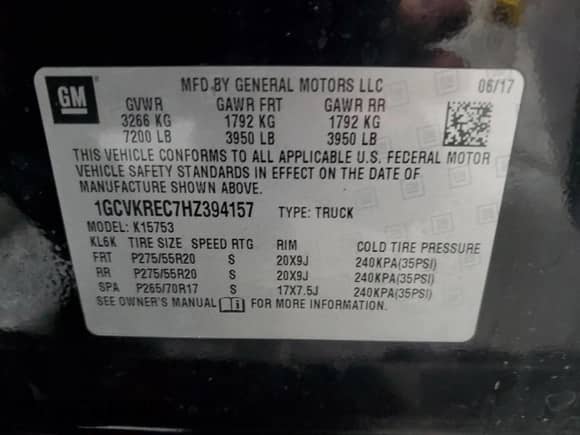 GM
MFD BY GENERAL MOTORS LLC 06/17
GVWR GAWR FRT GAWR RR
3266 KG 1792 KG 1792 KG
7200 LB 3950 LB 3950 LB
THIS VEHICLE CONFORMS TO ALL APPLICABLE U.S. FEDERAL MOTOR
VEHICLE SAFETY STANDARDS IN EFFECT ON THE DATE OF
MANUFACTURE SHOWN ABOVE.
1GCVKREC7HZ394157 TYPE: TRUCK
MODEL: K15753
KL6K TIRE SIZE SPEED RTG RIM COLD TIRE PRESSURE
FRT P275/55R20 S 20X9J 240KPA(35PSI)
RR P275/55R20 S 20X9J 240KPA(35PSI)
SPA P265/70R17 S 17X7.5J 240KPA(35PSI)
SEE OWNER'S MANUAL FOR MORE INFORMATION.